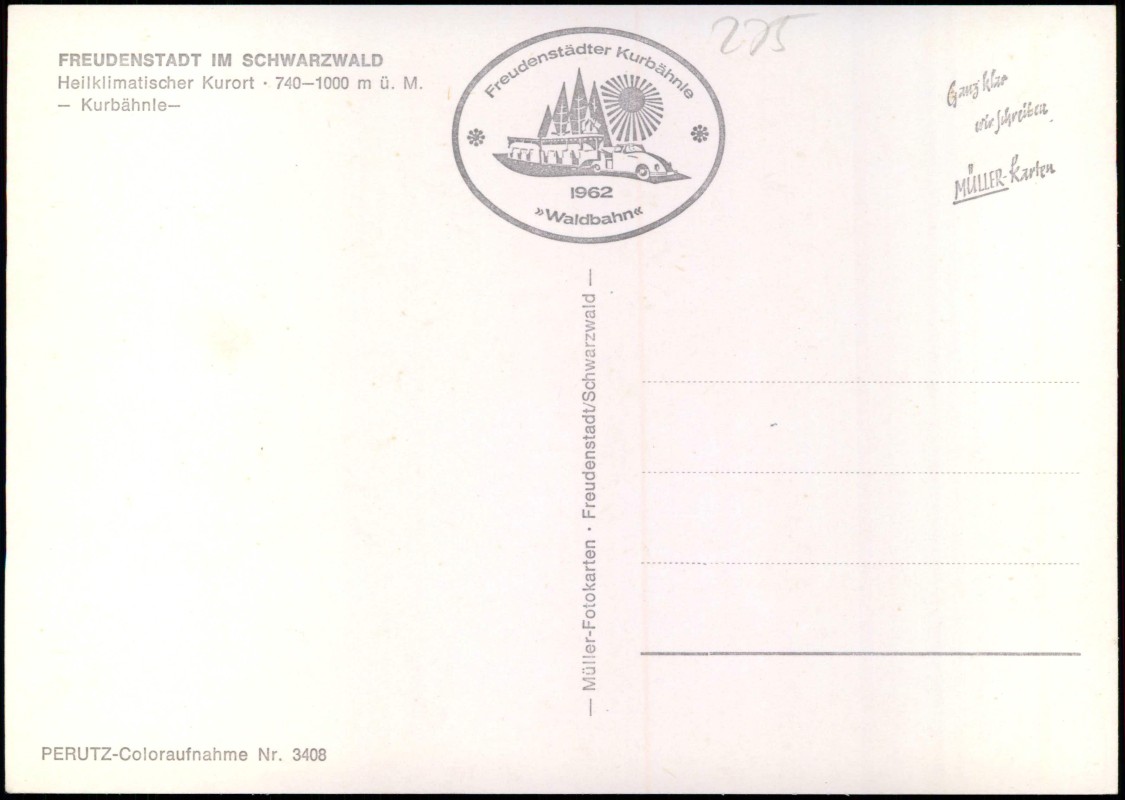 FREUDENSTADT IM SCHWARZWALD
Heilklimatischer Kurort · 740—1000 m ü. M.
— Kurbähnle—
Freudenstädter Kurbähnle
1962
»Waldbahn«
275
Ganz klar
wir schreiben
MÜLLER-Karten
— Müller-Fotokarten · Freudenstadt/Schwarzwald —
PERUTZ-Coloraufnahme Nr. 3408